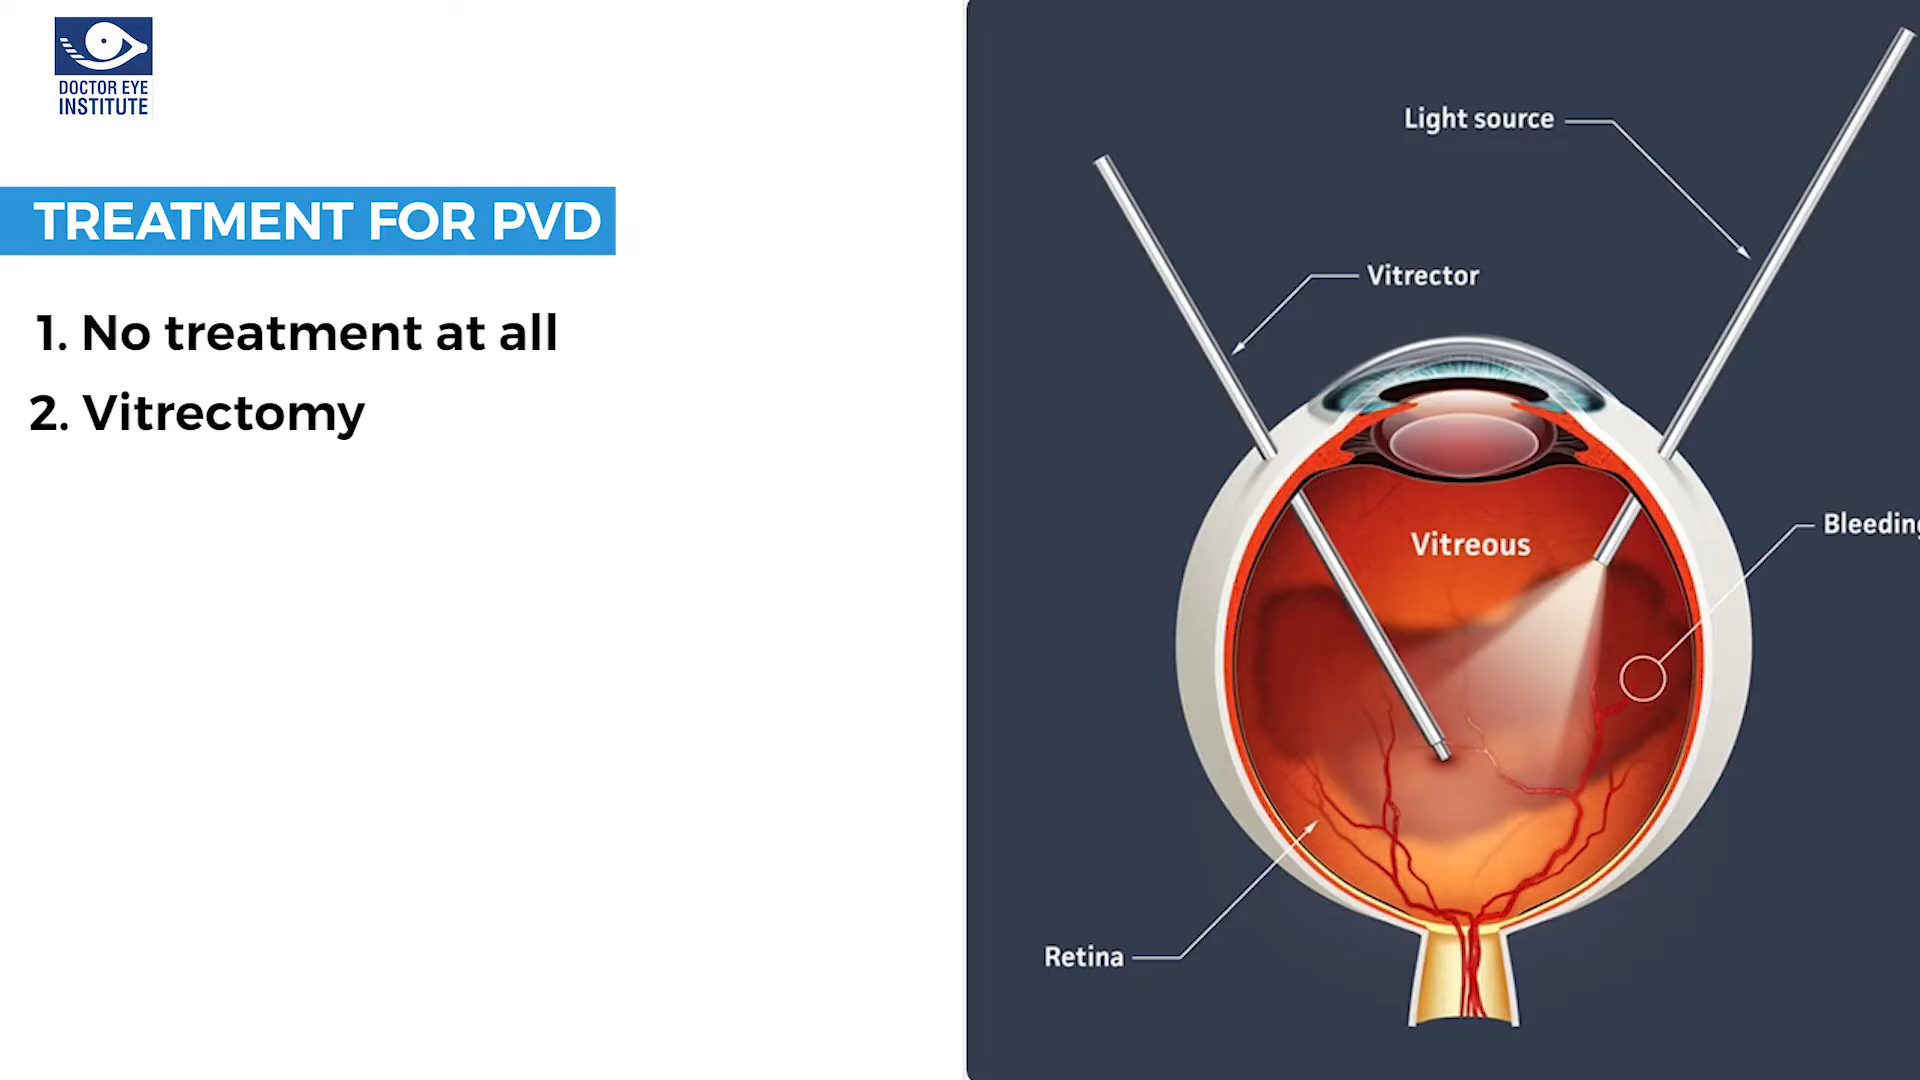 DOCTOR EYE
INSTITUTE
TREATMENT FOR PVD
1. No treatment at all
2. Vitrectomy
Light source
Vitrector
Vitreous
Retina